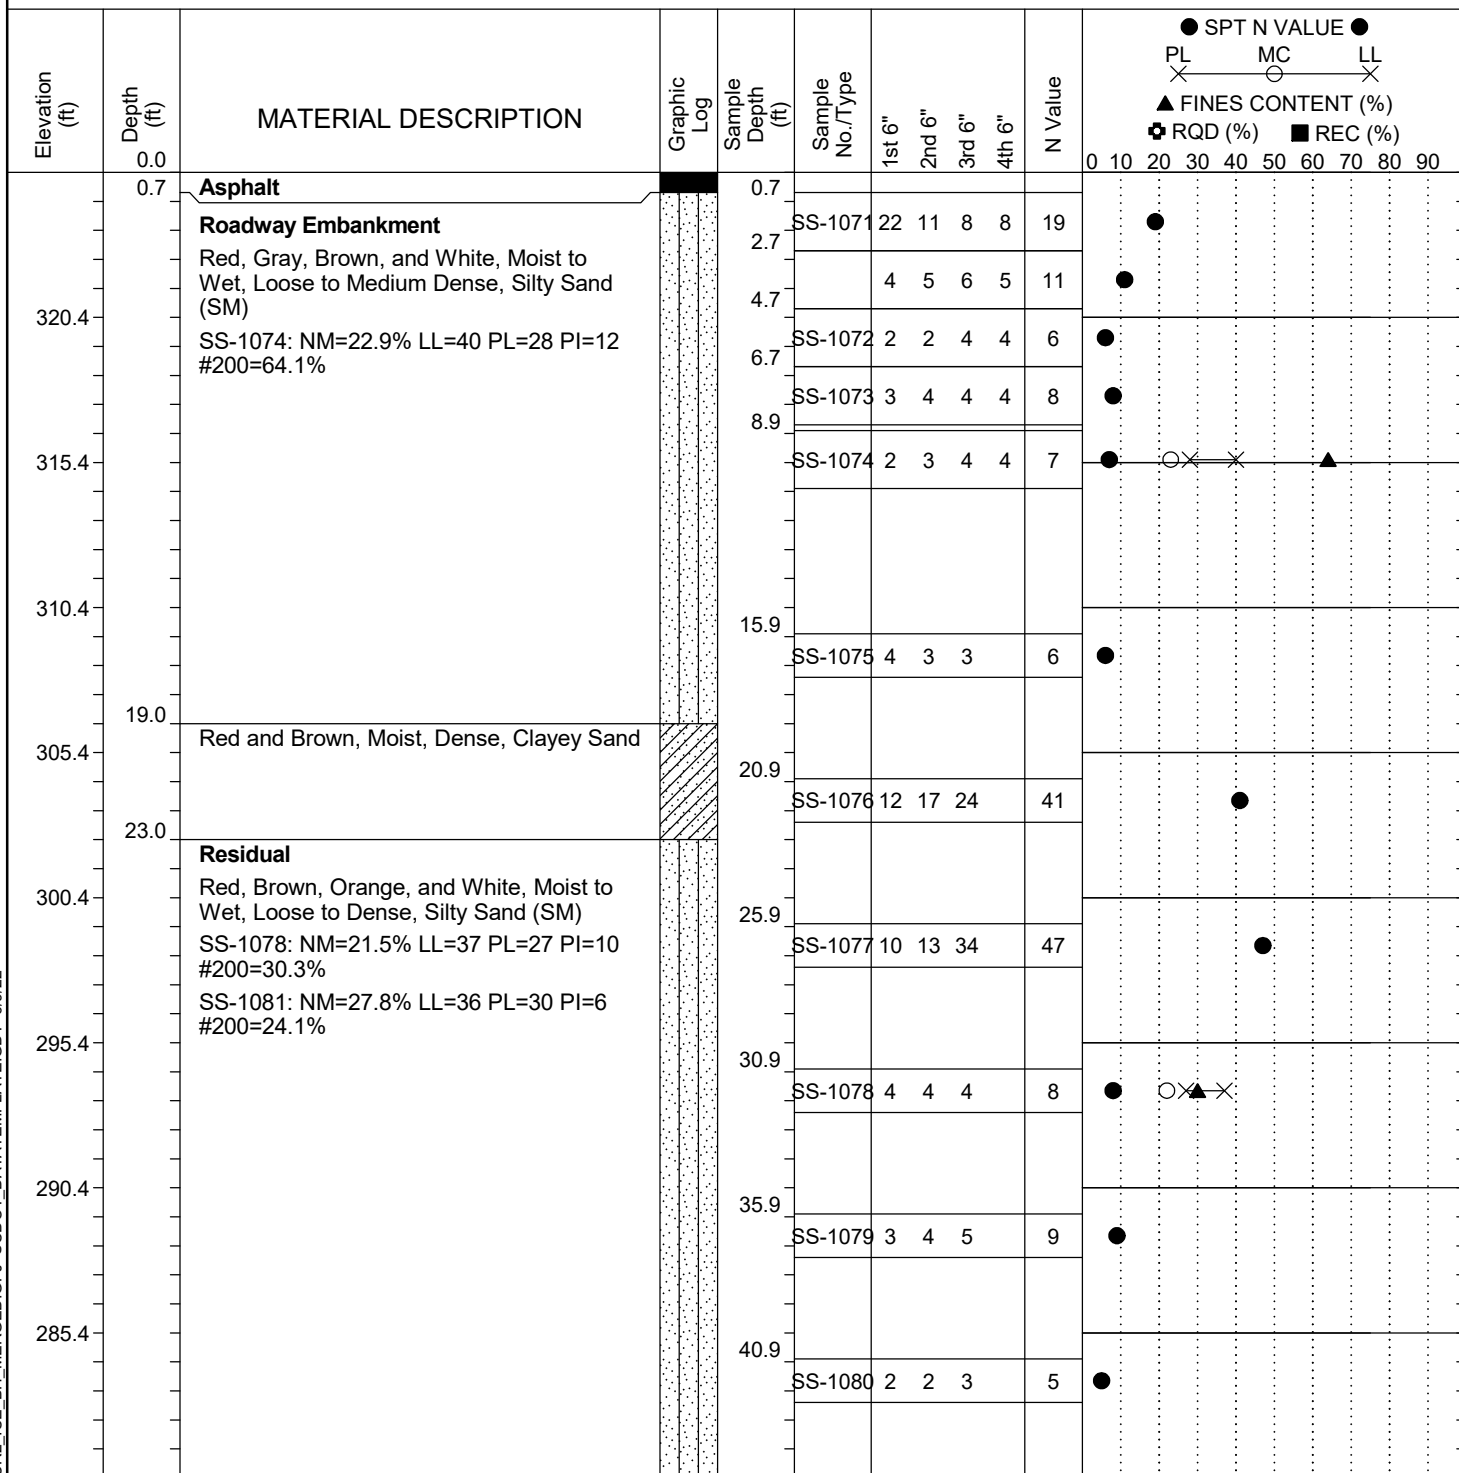 Elevation (ft)
Depth (ft)
0.0
MATERIAL DESCRIPTION
Graphic Log
Sample Depth (ft)
Sample No./Type
1st 6"
2nd 6"
3rd 6"
4th 6"
N Value
● SPT N VALUE ●
PL MC LL
▲ FINES CONTENT (%)
RQD (%) ■ REC (%)
0 10 20 30 40 50 60 70 80 90
0.7 Asphalt 0.7
Roadway Embankment
SS-1071 22 11 8 8 19
2.7
Red, Gray, Brown, and White, Moist to
Wet, Loose to Medium Dense, Silty Sand
(SM)
4 5 6 5 11
4.7
320.4
SS-1074: NM=22.9% LL=40 PL=28 PI=12
#200=64.1%
SS-1072 2 2 4 4 6
6.7
SS-1073 3 4 4 4 8
8.9
315.4
SS-1074 2 3 4 4 7
310.4
15.9
SS-1075 4 3 3 6
19.0
Red and Brown, Moist, Dense, Clayey Sand
305.4
20.9
SS-1076 12 17 24 41
23.0
Residual
Red, Brown, Orange, and White, Moist to
Wet, Loose to Dense, Silty Sand (SM)
300.4
25.9
SS-1078: NM=21.5% LL=37 PL=27 PI=10
#200=30.3%
SS-1077 10 13 34 47
SS-1081: NM=27.8% LL=36 PL=30 PI=6
#200=24.1%
295.4
30.9
SS-1078 4 4 4 8
290.4
35.9
SS-1079 3 4 5 9
285.4
40.9
SS-1080 2 2 3 5